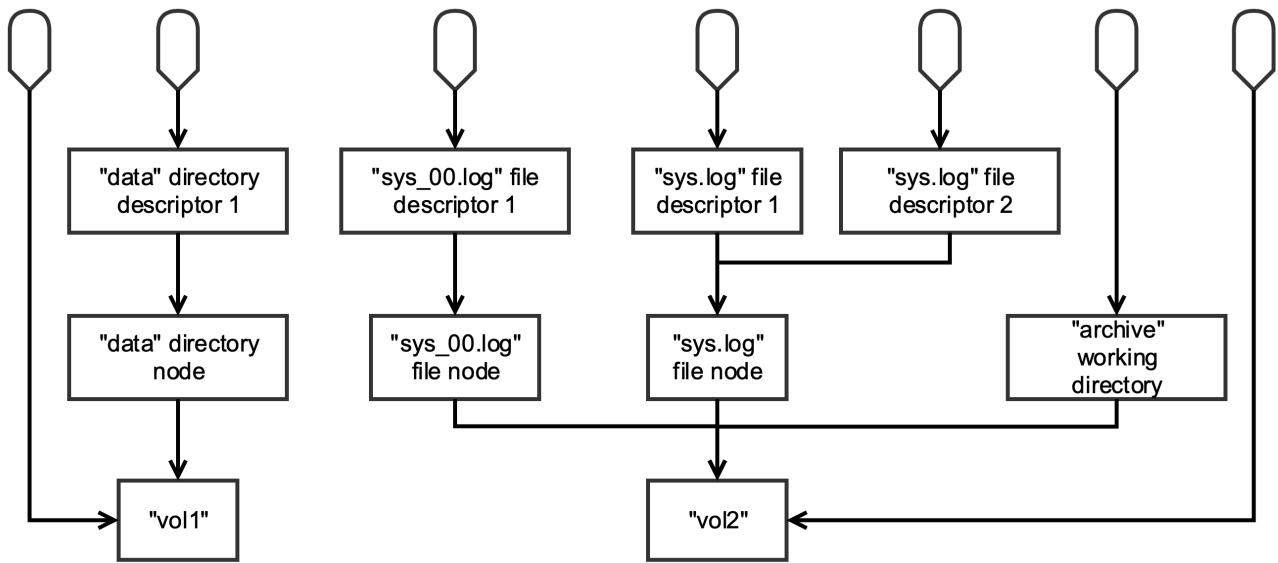 "data" directory
descriptor 1
"sys_00.log" file
descriptor 1
"sys.log" file
descriptor 1
"sys.log" file
descriptor 2
"data" directory
node
"sys_00.log"
file node
"sys.log"
file node
"archive"
working
directory
"vol1"
"vol2"